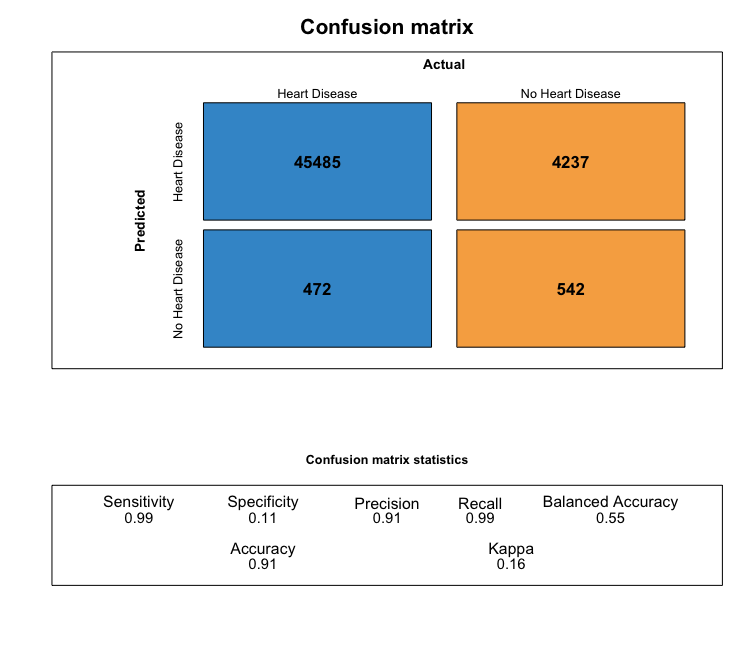 Confusion matrix
Actual
Heart Disease No Heart Disease
Predicted
Heart Disease
45485 4237
No Heart Disease
472 542
Confusion matrix statistics
Sensitivity Specificity Precision Recall Balanced Accuracy
0.99 0.11 0.91 0.99 0.55
Accuracy Kappa
0.91 0.16